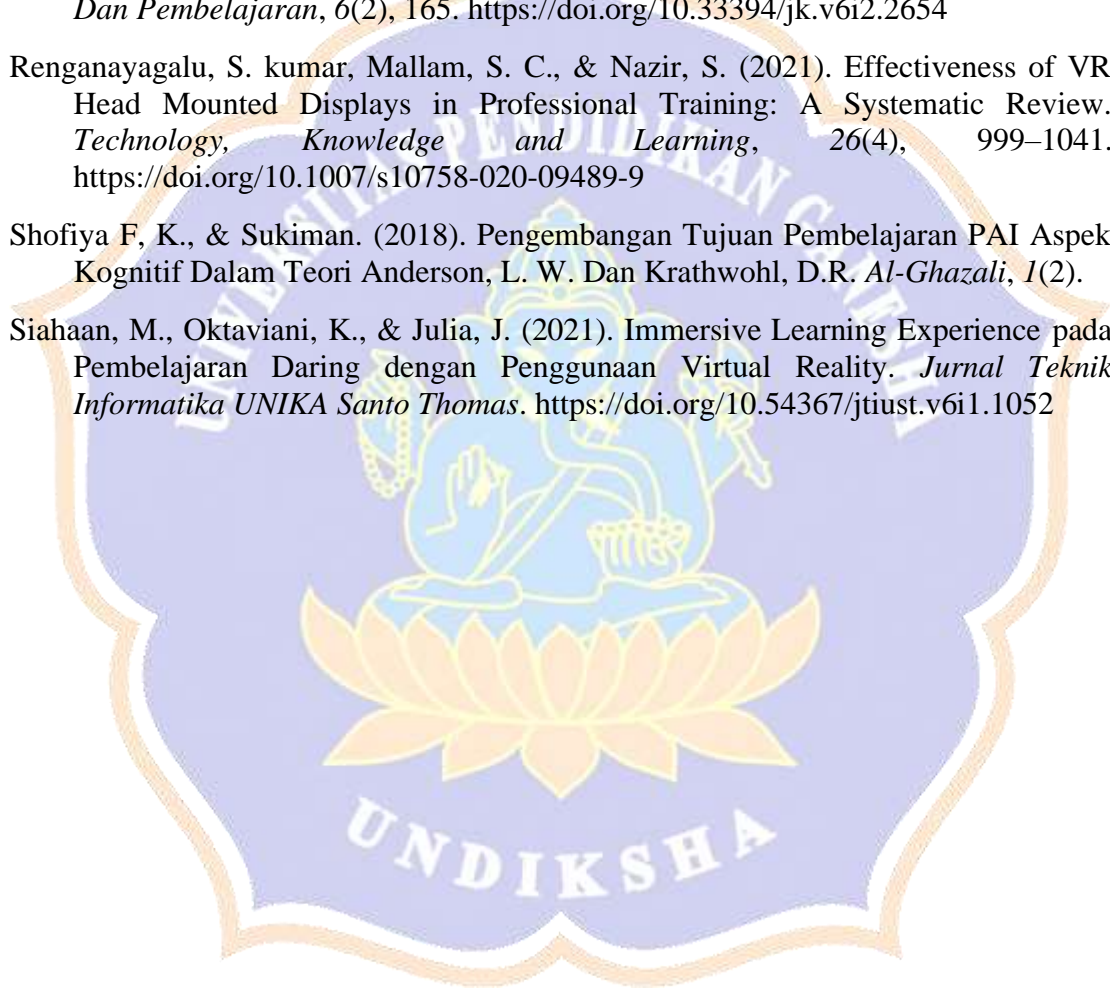 Dan Pembelajaran, 6(2), 165. https://doi.org/10.33394/jk.v6i2.2654
Renganayagalu, S. kumar, Mallam, S. C., & Nazir, S. (2021). Effectiveness of VR
Head Mounted Displays in Professional Training: A Systematic Review.
Technology, Knowledge and Learning, 26(4), 999–1041.
https://doi.org/10.1007/s10758-020-09489-9
Shofiya F, K., & Sukiman. (2018). Pengembangan Tujuan Pembelajaran PAI Aspek
Kognitif Dalam Teori Anderson, L. W. Dan Krathwohl, D.R. Al-Ghazali, 1(2).
Siahaan, M., Oktaviani, K., & Julia, J. (2021). Immersive Learning Experience pada
Pembelajaran Daring dengan Penggunaan Virtual Reality. Jurnal Teknik
Informatika UNIKA Santo Thomas. https://doi.org/10.54367/jtiust.v6i1.1052
UNIVERSITAS PENDIDIKAN GANESHA
UNDIKSHA